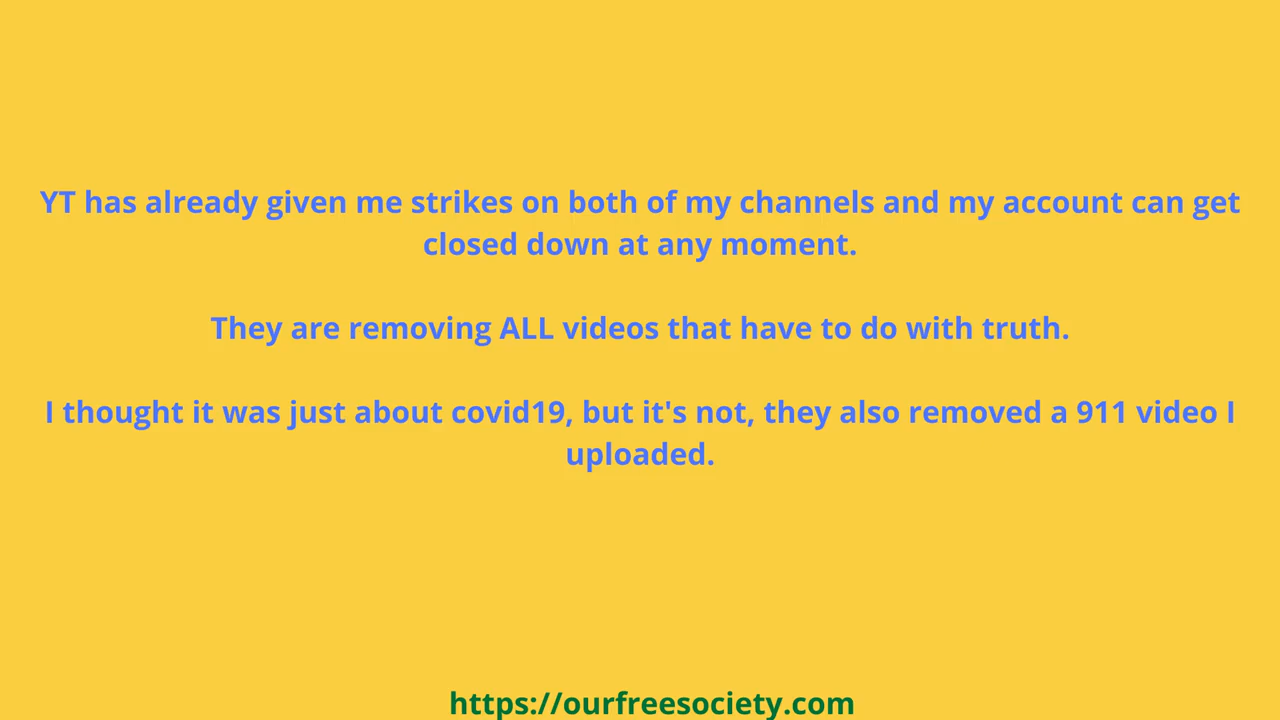 YT has already given me strikes on both of my channels and my account can get
closed down at any moment.
They are removing ALL videos that have to do with truth.
I thought it was just about covid19, but it's not, they also removed a 911 video I
uploaded.
https://ourfreesociety.com